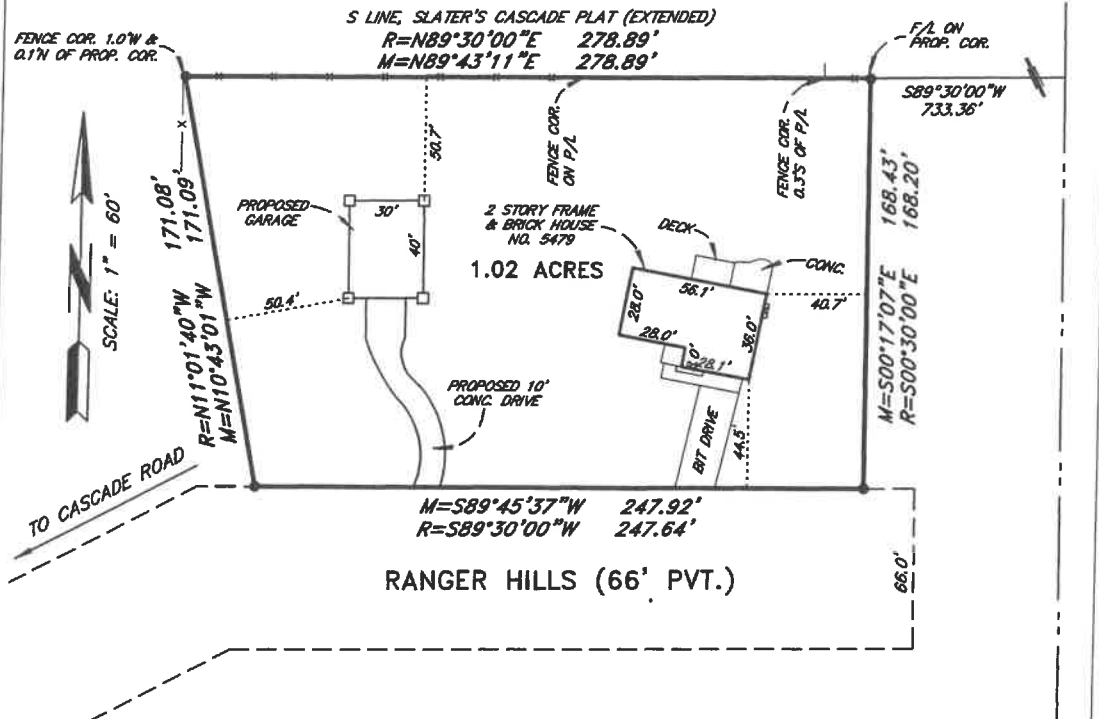 S LINE, SLATER'S CASCADE PLAT (EXTENDED)
R=N89°30'00"E 278.89'
M=N89°43'11"E 278.89'
FENCE COR. 1.0'W &
0.1'N OF PROP. COR.
F/L ON
PROP. COR.
S89°30'00"W
733.36'
x
50.7'
FENCE COR.
ON P/L
FENCE COR.
0.3'S OF P/L
SCALE: 1" = 60'
N
171.08'
171.09'
R=N11°01'40"W
M=N10°43'01"W
PROPOSED
GARAGE
30'
40'
50.4'
2 STORY FRAME
& BRICK HOUSE
NO. 5479
1.02 ACRES
DECK
CONC.
56.1'
28.0'
28.0'
36.0'
28.1'
40.7'
168.43'
168.20'
M=S00°17'07"E
R=S00°30'00"E
PROPOSED 10'
CONC. DRIVE
BIT DRIVE
44.5'
TO CASCADE ROAD
M=S89°45'37"W 247.92'
R=S89°30'00"W 247.64'
RANGER HILLS (66' PVT.)
66.0'